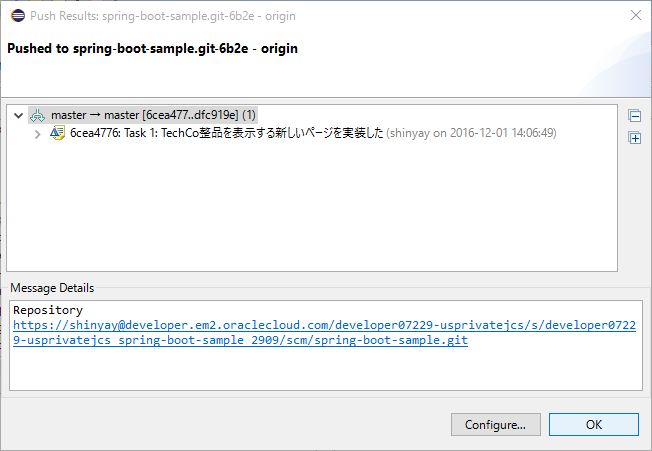 Push Results: spring-boot-sample.git-6b2e - origin
Pushed to spring-boot-sample.git-6b2e - origin
master → master [6cea477..dfc919e] (1)
6cea4776: Task 1: TechCo整品を表示する新しいページを実装した (shinyay on 2016-12-01 14:06:49)
Message Details
Repository
https://shinyay@developer.em2.oraclecloud.com/developer07229-usprivatejcs/s/developer0722
9-usprivatejcs_spring-boot-sample_2909/scm/spring-boot-sample.git
Configure...
OK